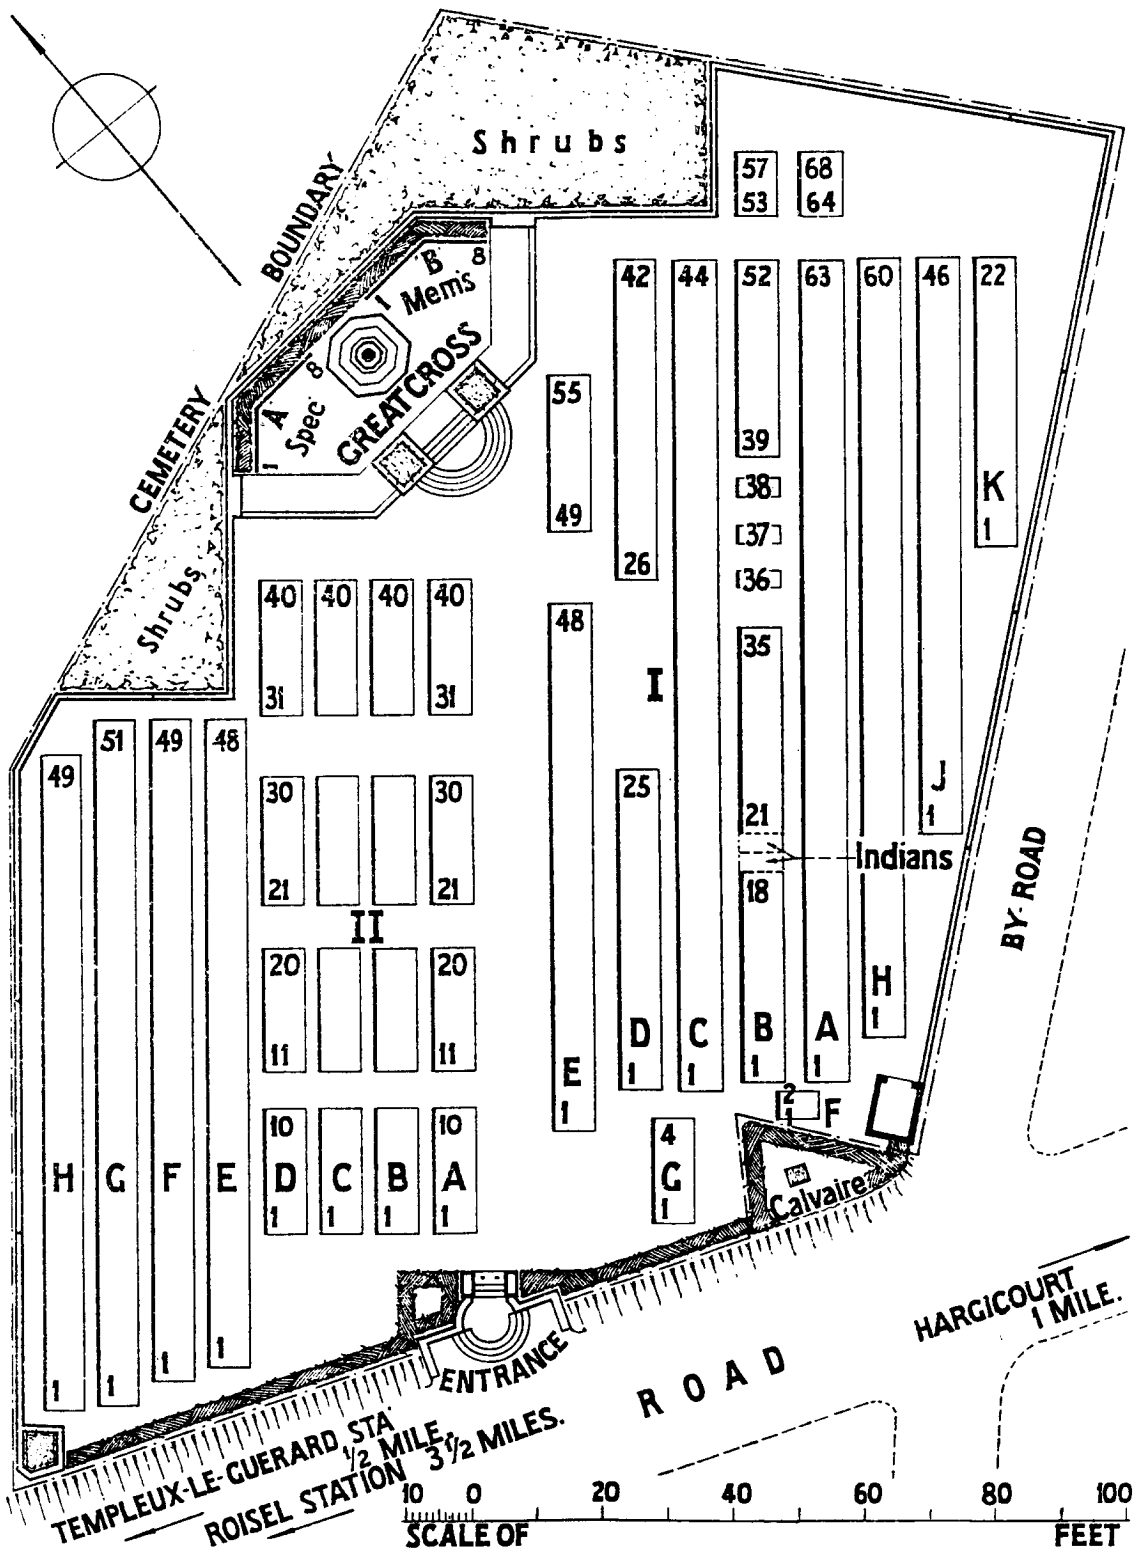 Shrubs
BOUNDARY
CEMETERY
57 68
53 64
B 8
Mems
1
8
A
Spec
1
GREAT CROSS
42 44 52 63 60 46 22
55
39
K
38
49
1
37
26
36
Shrubs
40 40 40 40
48
35
31 31
I
51 49 48
49
30 30
25
J
21
1
21 21
Indians
18
II
BY-ROAD
20 20
H
1
11 11
E D C B A
1 1 1 1 1
2
1 F
10 10
4
G
1
H G F E D C B A
1 1 1 1
Calvaire
1 1 1 1
ENTRANCE
HARGICOURT
1 MILE.
ROAD
TEMPLEUX-LE-GUERARD STA.
1/2 MILE.
ROISEL STATION 3 1/2 MILES.
10 0 20 40 60 80 100
SCALE OF FEET